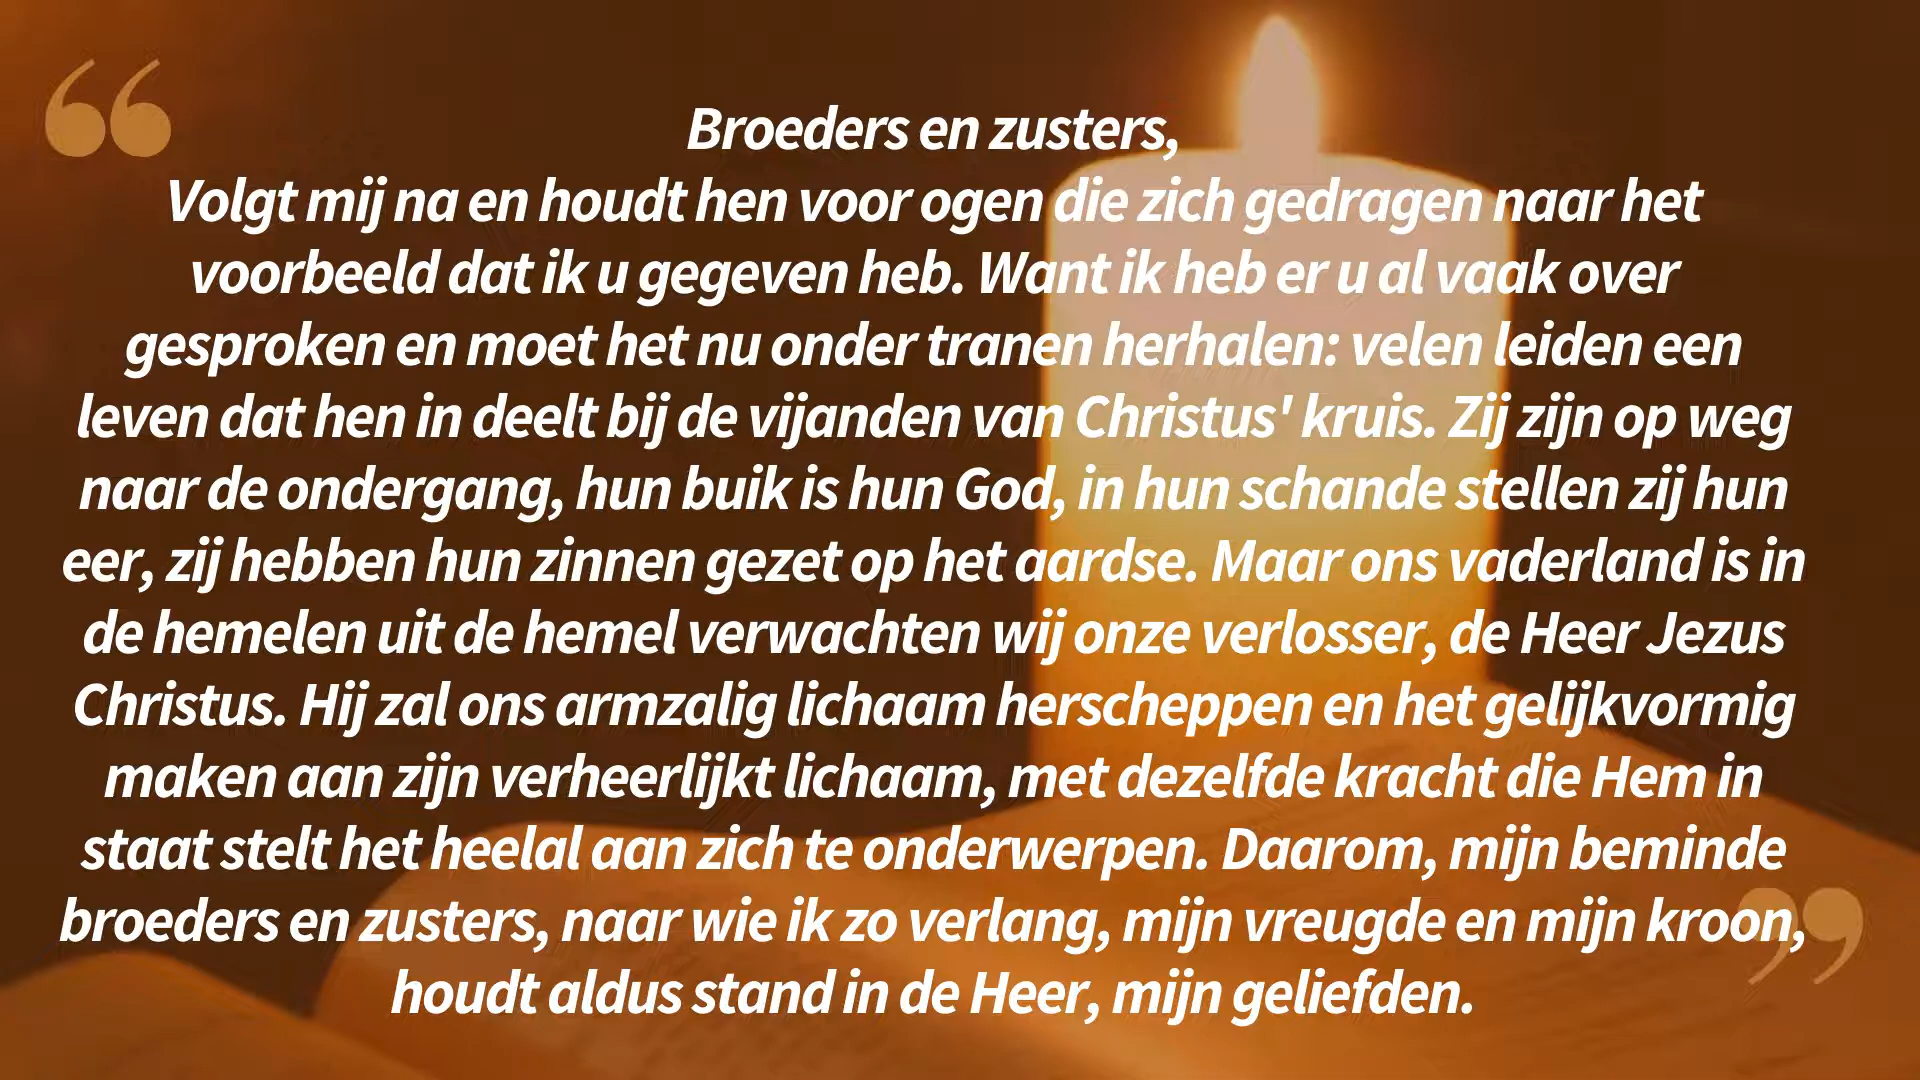 Broeders en zusters,
Volgt mij na en houdt hen voor ogen die zich gedragen naar het
voorbeeld dat ik u gegeven heb. Want ik heb er u al vaak over
gesproken en moet het nu onder tranen herhalen: velen leiden een
leven dat hen in deelt bij de vijanden van Christus' kruis. Zij zijn op weg
naar de ondergang, hun buik is hun God, in hun schande stellen zij hun
eer, zij hebben hun zinnen gezet op het aardse. Maar ons vaderland is in
de hemelen uit de hemel verwachten wij onze verlosser, de Heer Jezus
Christus. Hij zal ons armzalig lichaam herscheppen en het gelijkvormig
maken aan zijn verheerlijkt lichaam, met dezelfde kracht die Hem in
staat stelt het heelal aan zich te onderwerpen. Daarom, mijn beminde
broeders en zusters, naar wie ik zo verlang, mijn vreugde en mijn kroon,
houdt aldus stand in de Heer, mijn geliefden.